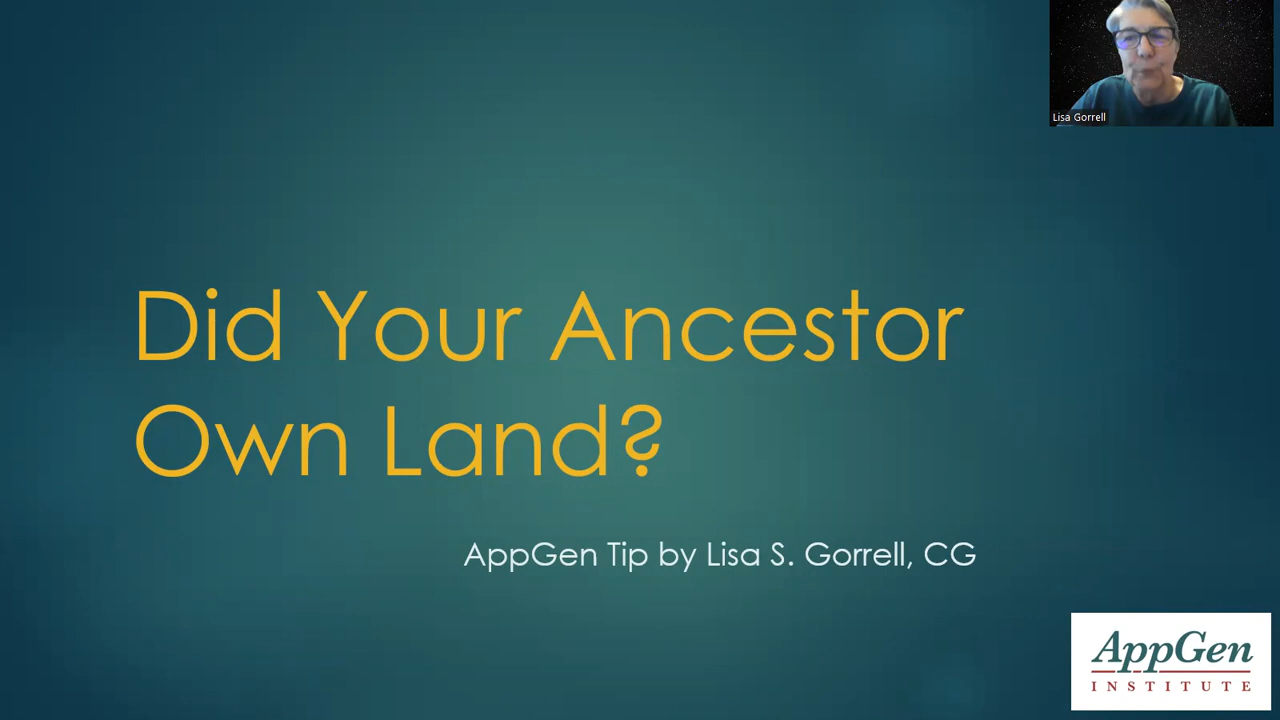 Lisa Gorrell
Did Your Ancestor
Own Land?
AppGen Tip by Lisa S. Gorrell, CG
AppGen
INSTITUTE